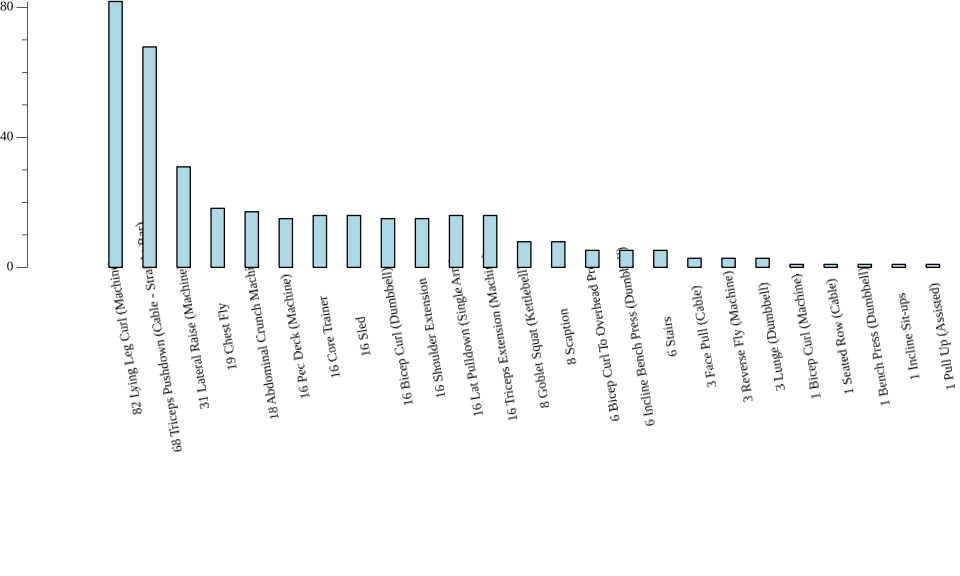 80
40
0
82 Lying Leg Curl (Machin
68 Triceps Pushdown (Cable - Stra Bar)
31 Lateral Raise (Machine
19 Chest Fly
18 Abdominal Crunch Machi
16 Pec Deck (Machine)
16 Core Trainer
16 Sled
16 Bicep Curl (Dumbbell)
16 Shoulder Extension
16 Lat Pulldown (Single Ar
16 Triceps Extension (Machin
8 Goblet Squat (Kettlebell
8 Scaption
6 Bicep Curl To Overhead Pr
6 Incline Bench Press (Dumbbell)
6 Stairs
3 Face Pull (Cable)
3 Reverse Fly (Machine)
3 Lunge (Dumbbell)
1 Bicep Curl (Machine)
1 Seated Row (Cable)
1 Bench Press (Dumbbell)
1 Incline Sit-ups
1 Pull Up (Assisted)